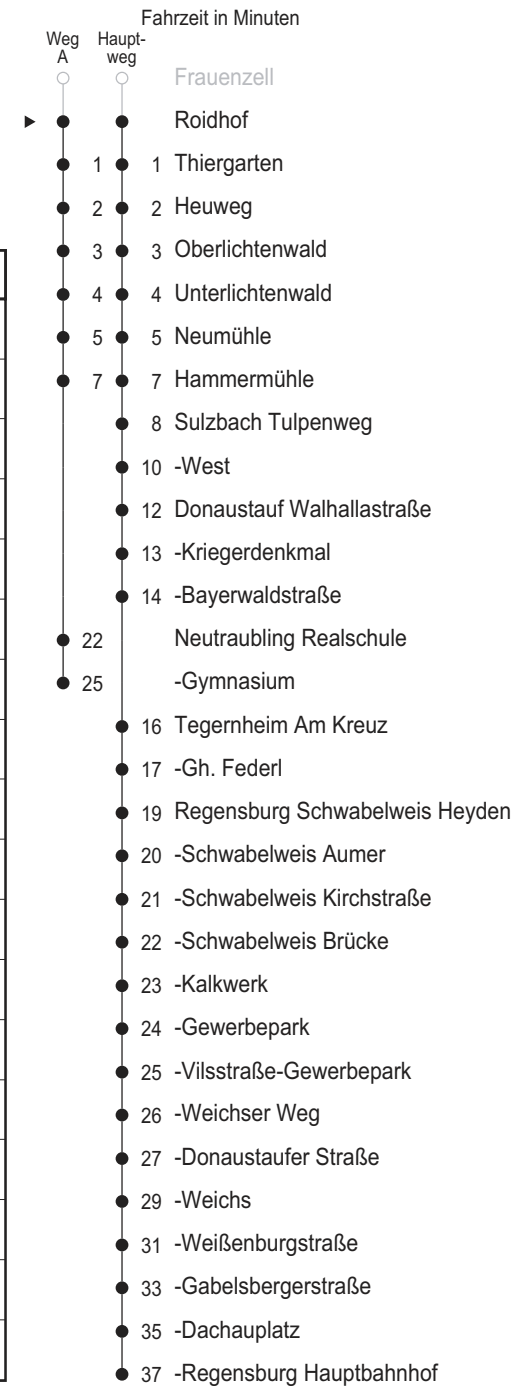 Fahrzeit in Minuten
Weg A Haupt-weg
Frauenzell
Roidhof
1 1 Thiergarten
2 2 Heuweg
3 3 Oberlichtenwald
4 4 Unterlichtenwald
5 5 Neumühle
7 7 Hammermühle
8 Sulzbach Tulpenweg
10 -West
12 Donaustauf Walhallastraße
13 -Kriegerdenkmal
14 -Bayerwaldstraße
22 Neutraubling Realschule
25 -Gymnasium
16 Tegernheim Am Kreuz
17 -Gh. Federl
19 Regensburg Schwabelweis Heyden
20 -Schwabelweis Aumer
21 -Schwabelweis Kirchstraße
22 -Schwabelweis Brücke
23 -Kalkwerk
24 -Gewerbepark
25 -Vilsstraße-Gewerbepark
26 -Weichser Weg
27 -Donaustaufer Straße
29 -Weichs
31 -Weißenburgstraße
33 -Gabelsbergerstraße
35 -Dachauplatz
37 -Regensburg Hauptbahnhof